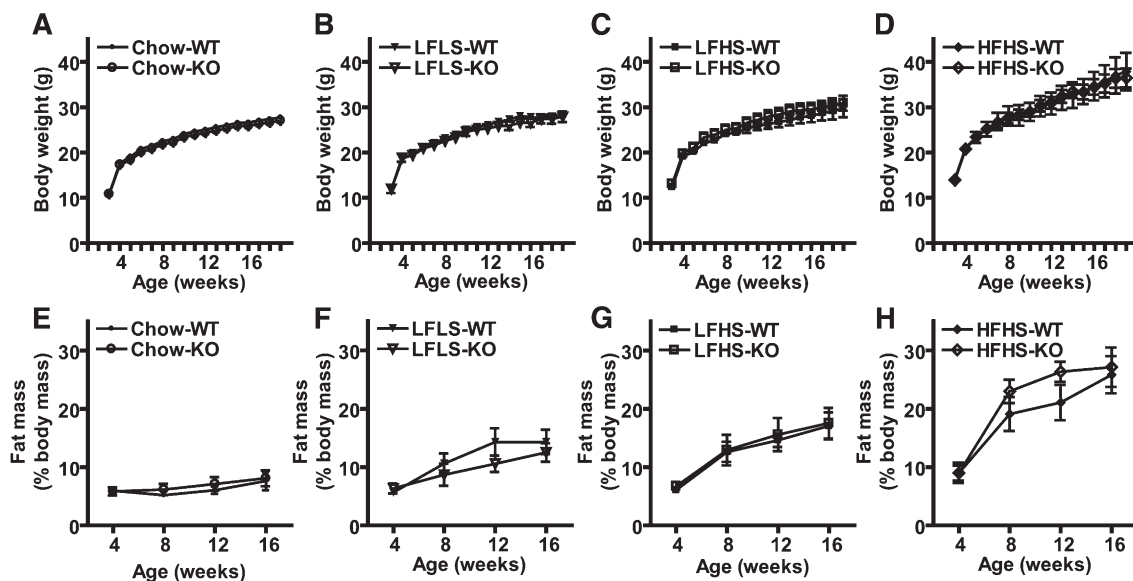 A
Chow-WT
Chow-KO
Body weight (g)
40
30
20
10
0
4 8 12 16
Age (weeks)
B
LFLS-WT
LFLS-KO
Body weight (g)
40
30
20
10
0
4 8 12 16
Age (weeks)
C
LFHS-WT
LFHS-KO
Body weight (g)
40
30
20
10
0
4 8 12 16
Age (weeks)
D
HFHS-WT
HFHS-KO
Body weight (g)
40
30
20
10
0
4 8 12 16
Age (weeks)
E
Chow-WT
Chow-KO
Fat mass
(% body mass)
30
20
10
0
4 8 12 16
Age (weeks)
F
LFLS-WT
LFLS-KO
Fat mass
(% body mass)
30
20
10
0
4 8 12 16
Age (weeks)
G
LFHS-WT
LFHS-KO
Fat mass
(% body mass)
30
20
10
0
4 8 12 16
Age (weeks)
H
HFHS-WT
HFHS-KO
Fat mass
(% body mass)
30
20
10
0
4 8 12 16
Age (weeks)